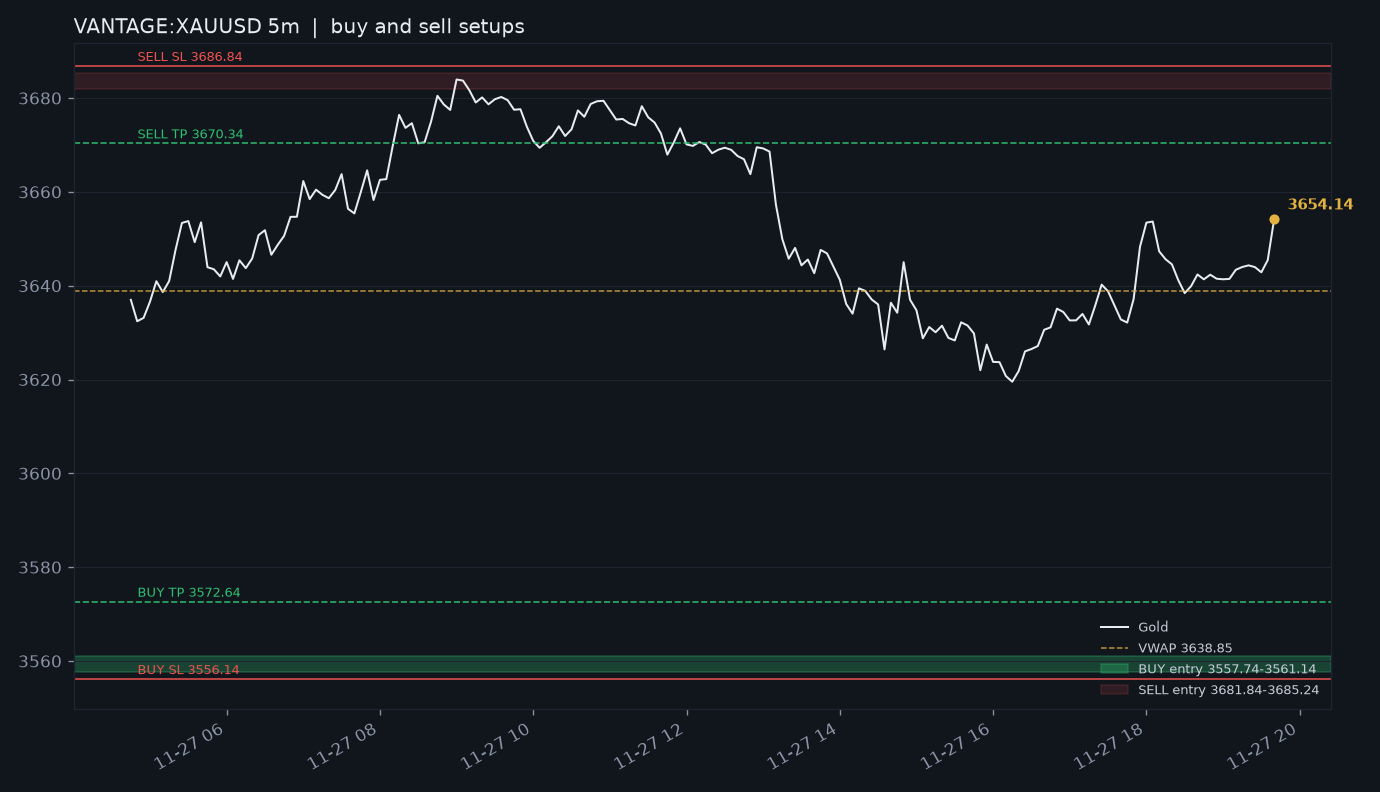 VANTAGE:XAUUSD 5m | buy and sell setups
SELL SL 3686.84
3680
SELL TP 3670.34
3660
3654.14
3640
3620
3600
3580
BUY TP 3572.64
3560
BUY SL 3556.14
Gold
VWAP 3638.85
BUY entry 3557.74-3561.14
SELL entry 3681.84-3685.24
11-27 06
11-27 08
11-27 10
11-27 12
11-27 14
11-27 16
11-27 18
11-27 20